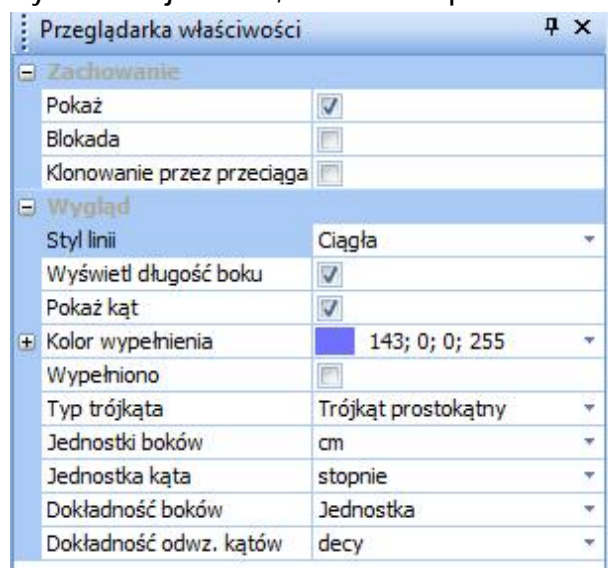 Przeglądarka właściwości
Zachowanie
Pokaż
Blokada
Klonowanie przez przeciąga
Wygląd
Styl linii Ciągła
Wyświetl długość boku
Pokaż kąt
Kolor wypełnienia 143; 0; 0; 255
Wypełniono
Typ trójkąta Trójkąt prostokątny
Jednostki boków cm
Jednostka kąta stopnie
Dokładność boków Jednostka
Dokładność odwz. kątów decy